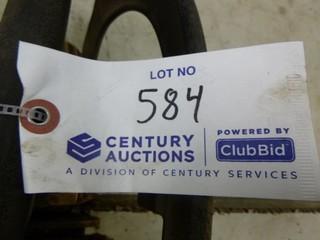 LOT NO
584
CENTURY AUCTIONS
POWERED BY
ClubBid
A DIVISION OF CENTURY SERVICES